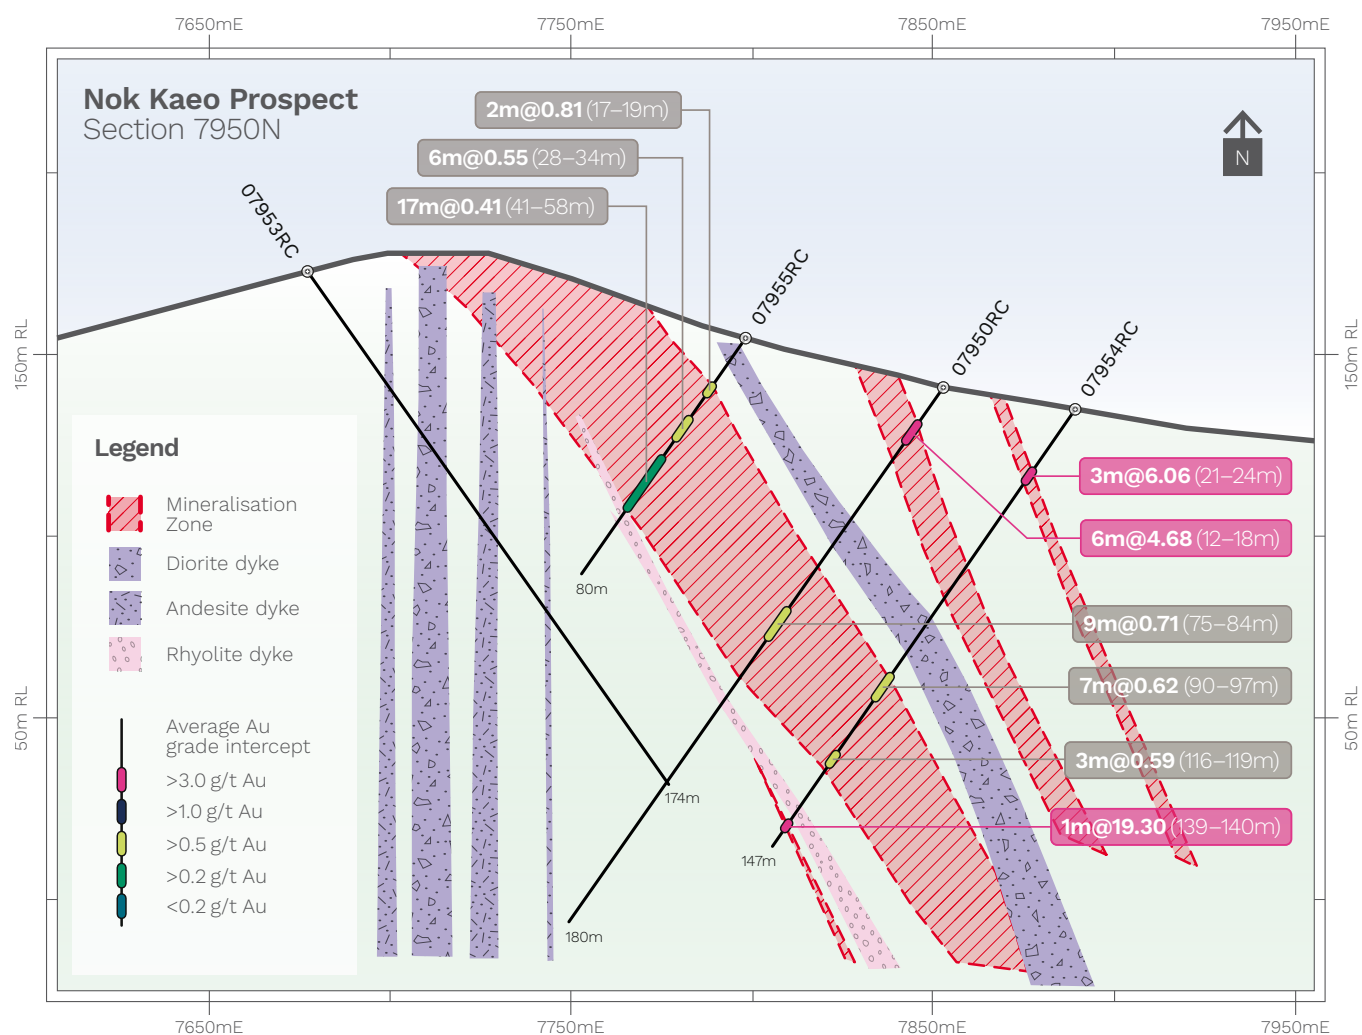 7650mE
7750mE
7850mE
7950mE
Nok Kaeo Prospect
Section 7950N
N
2m@0.81 (17–19m)
6m@0.55 (28–34m)
17m@0.41 (41–58m)
07953RC
07955RC
07950RC
07954RC
150m RL
150m RL
50m RL
50m RL
3m@6.06 (21–24m)
6m@4.68 (12–18m)
9m@0.71 (75–84m)
7m@0.62 (90–97m)
3m@0.59 (116–119m)
1m@19.30 (139–140m)
80m
174m
147m
180m
Legend
Mineralisation
Zone
Diorite dyke
Andesite dyke
Rhyolite dyke
Average Au
grade intercept
>3.0 g/t Au
>1.0 g/t Au
>0.5 g/t Au
>0.2 g/t Au
<0.2 g/t Au
7650mE
7750mE
7850mE
7950mE